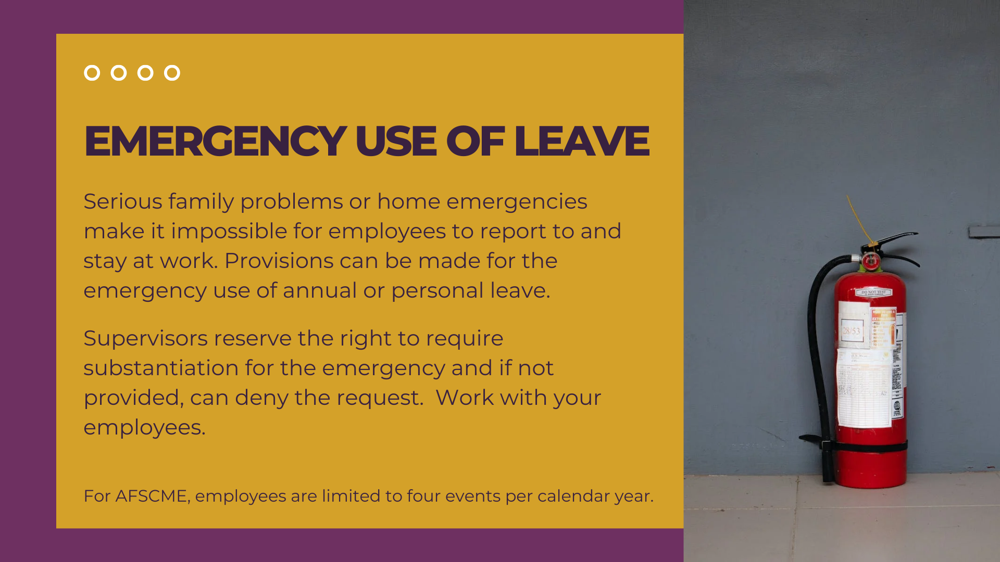 EMERGENCY USE OF LEAVE
Serious family problems or home emergencies
make it impossible for employees to report to and
stay at work. Provisions can be made for the
emergency use of annual or personal leave.
Supervisors reserve the right to require
substantiation for the emergency and if not
provided, can deny the request.  Work with your
employees.
For AFSCME, employees are limited to four events per calendar year.
DO NOT TEST
28/53